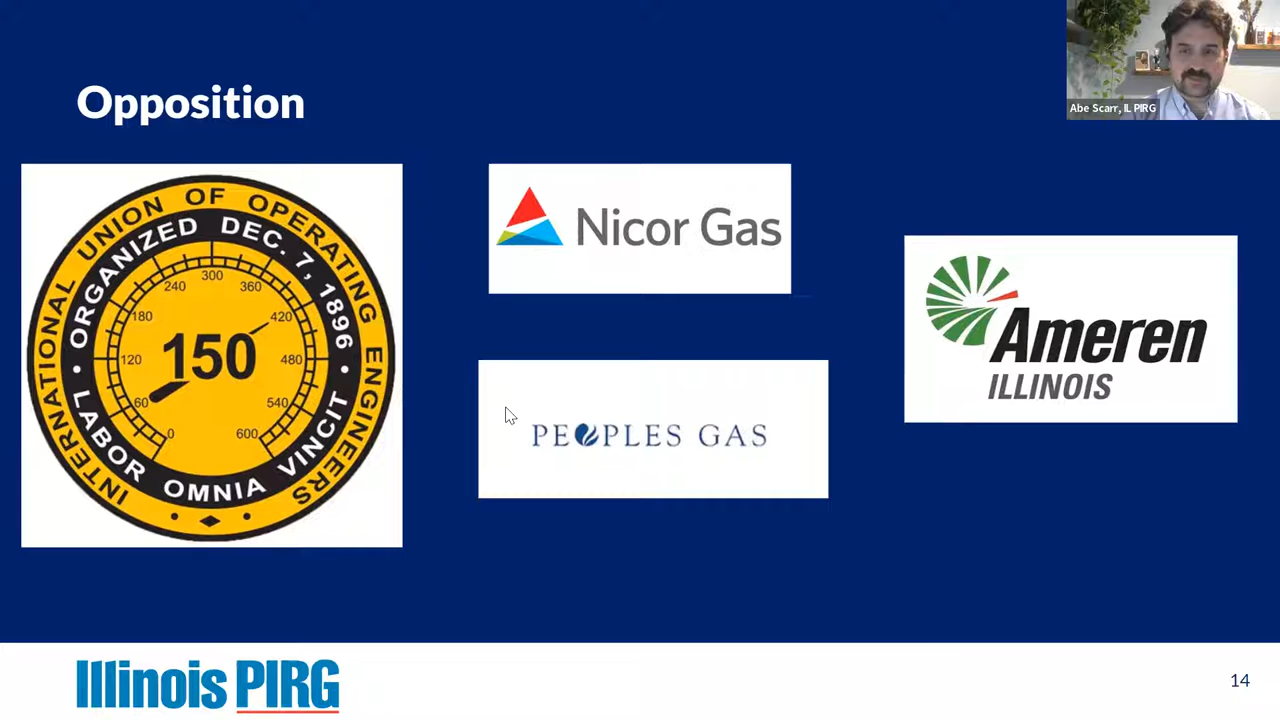 Opposition
Abe Scarr, IL PIRG
INTERNATIONAL UNION OF OPERATING ENGINEERS
• ORGANIZED DEC. 7, 1896 •
LABOR OMNIA VINCIT
0
60
120
180
240
300
360
420
480
540
600
150
Nicor Gas
PEOPLES GAS
Ameren
ILLINOIS
Illinois PIRG
14